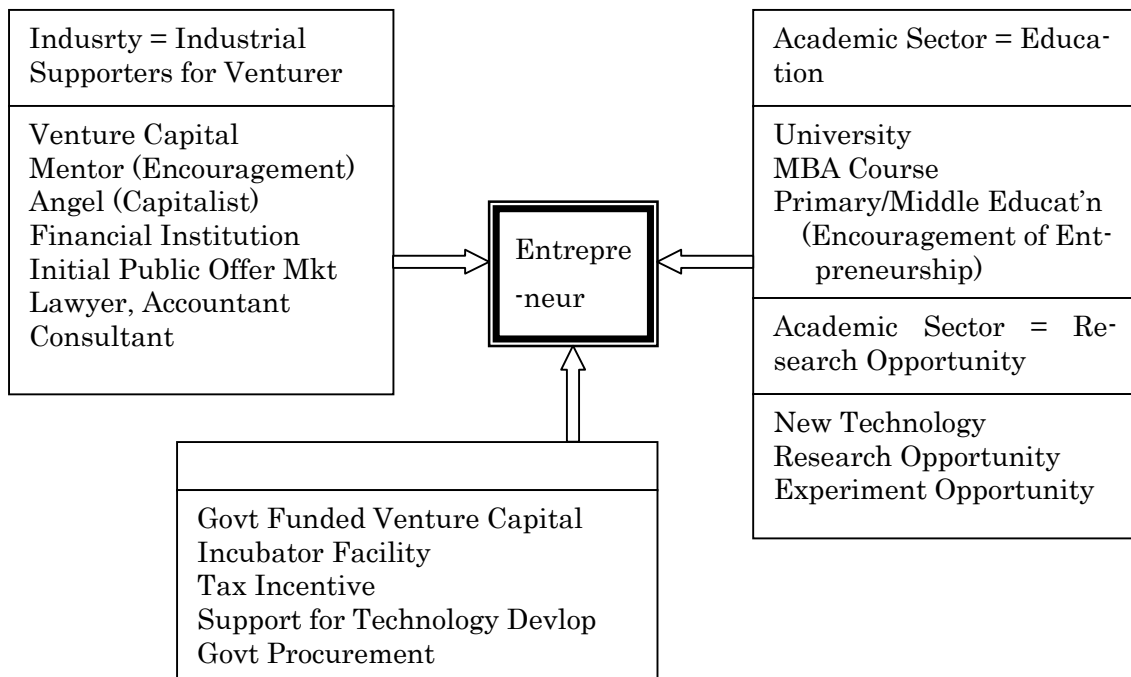 Indusrty = Industrial
Supporters for Venturer
Venture Capital
Mentor (Encouragement)
Angel (Capitalist)
Financial Institution
Initial Public Offer Mkt
Lawyer, Accountant
Consultant
Entrepre
-neur
Academic Sector = Educa-
tion
University
MBA Course
Primary/Middle Educat'n
(Encouragement of Ent-
preneurship)
Academic Sector = Re-
search Opportunity
New Technology
Research Opportunity
Experiment Opportunity
Govt Funded Venture Capital
Incubator Facility
Tax Incentive
Support for Technology Devlop
Govt Procurement